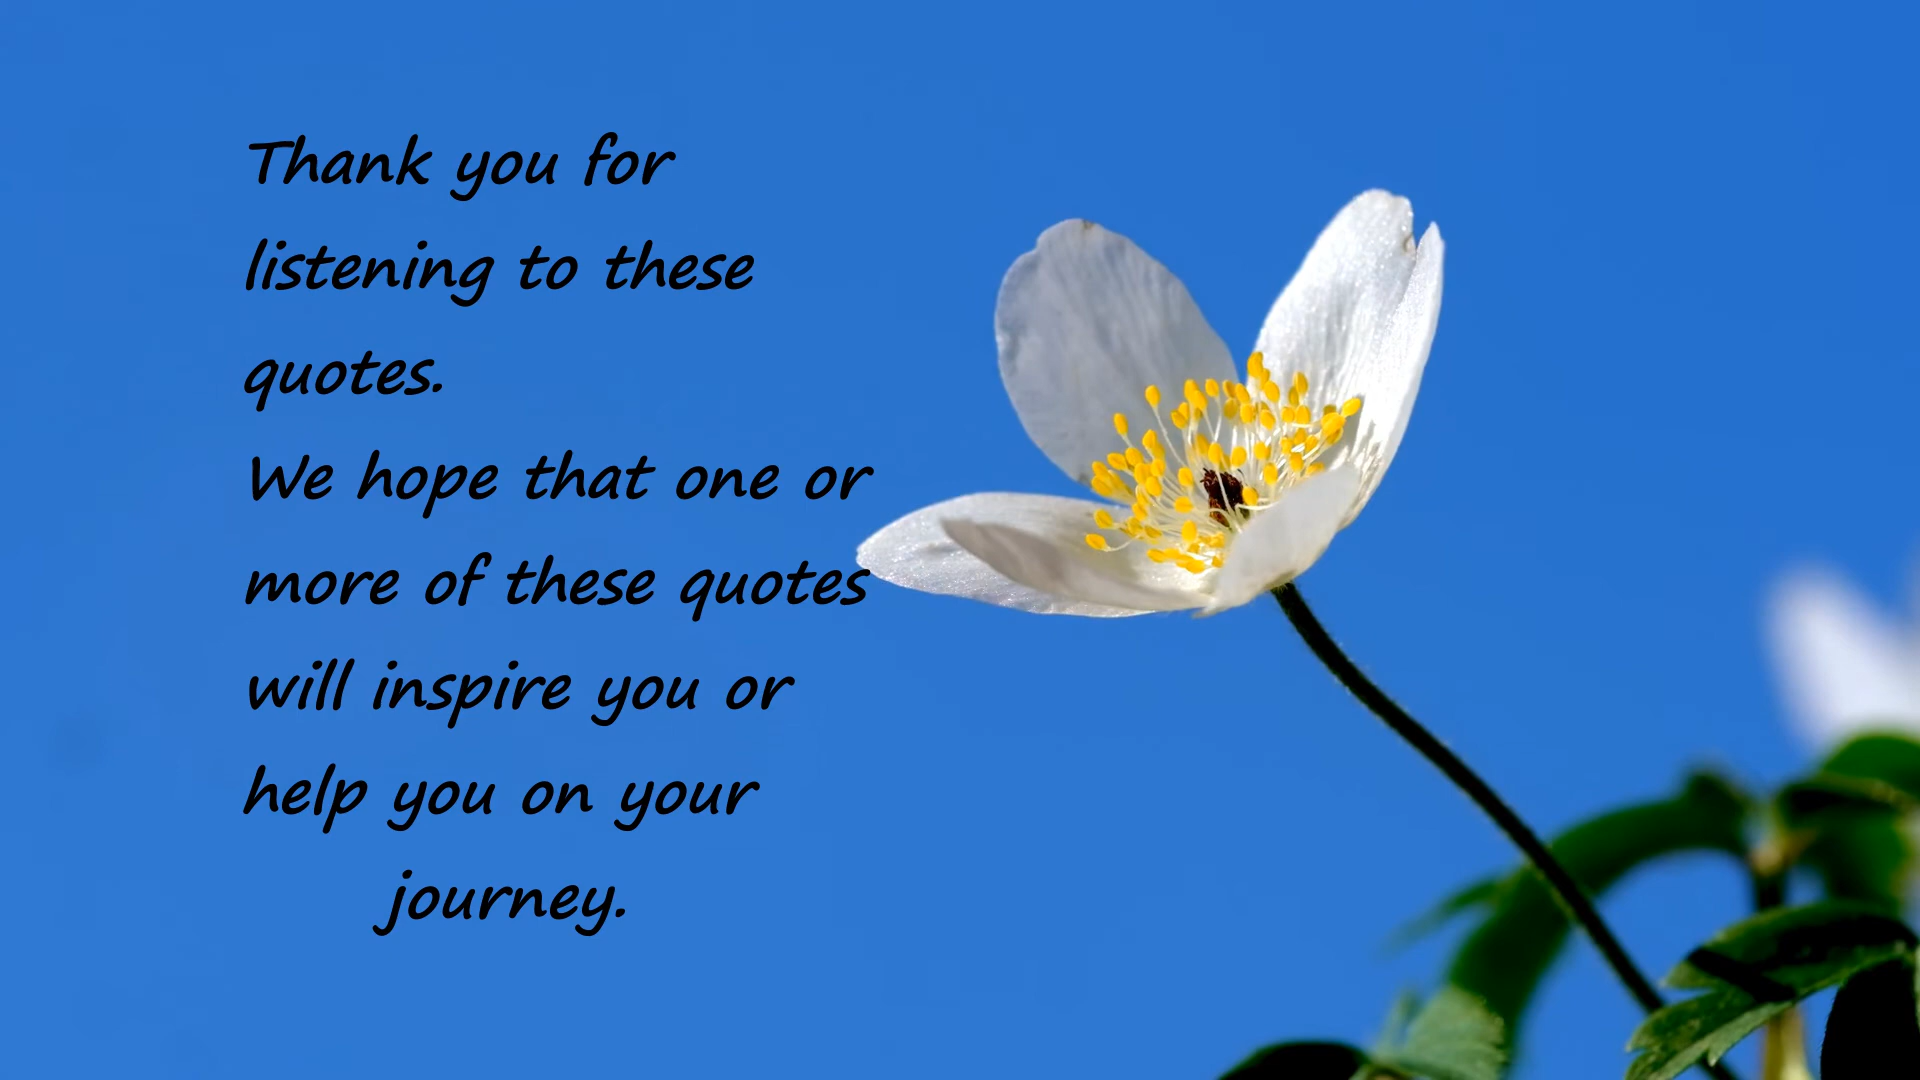 Thank you for
listening to these
quotes.
We hope that one or
more of these quotes
will inspire you or
help you on your
journey.